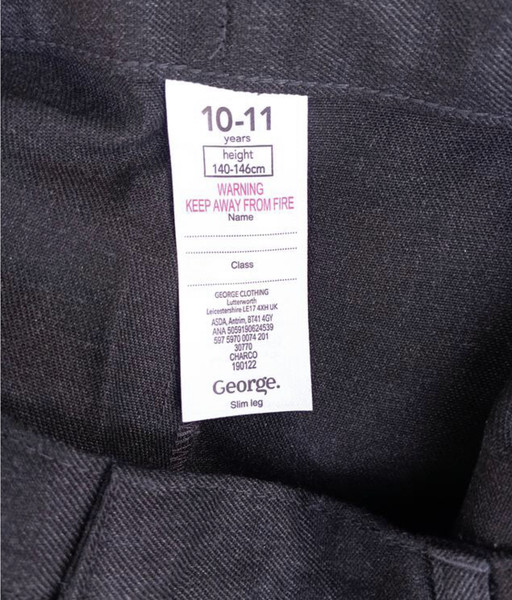 10-11
years
height
140-146cm
WARNING
KEEP AWAY FROM FIRE
Name
Class
GEORGE CLOTHING
Lutterworth
Leicestershire LE17 4XH UK
ASDA, Antrim, BT41 4GY
ANA 5059190624539
597 5970 0074 201
30770
CHARCO
190122
George.
Slim leg